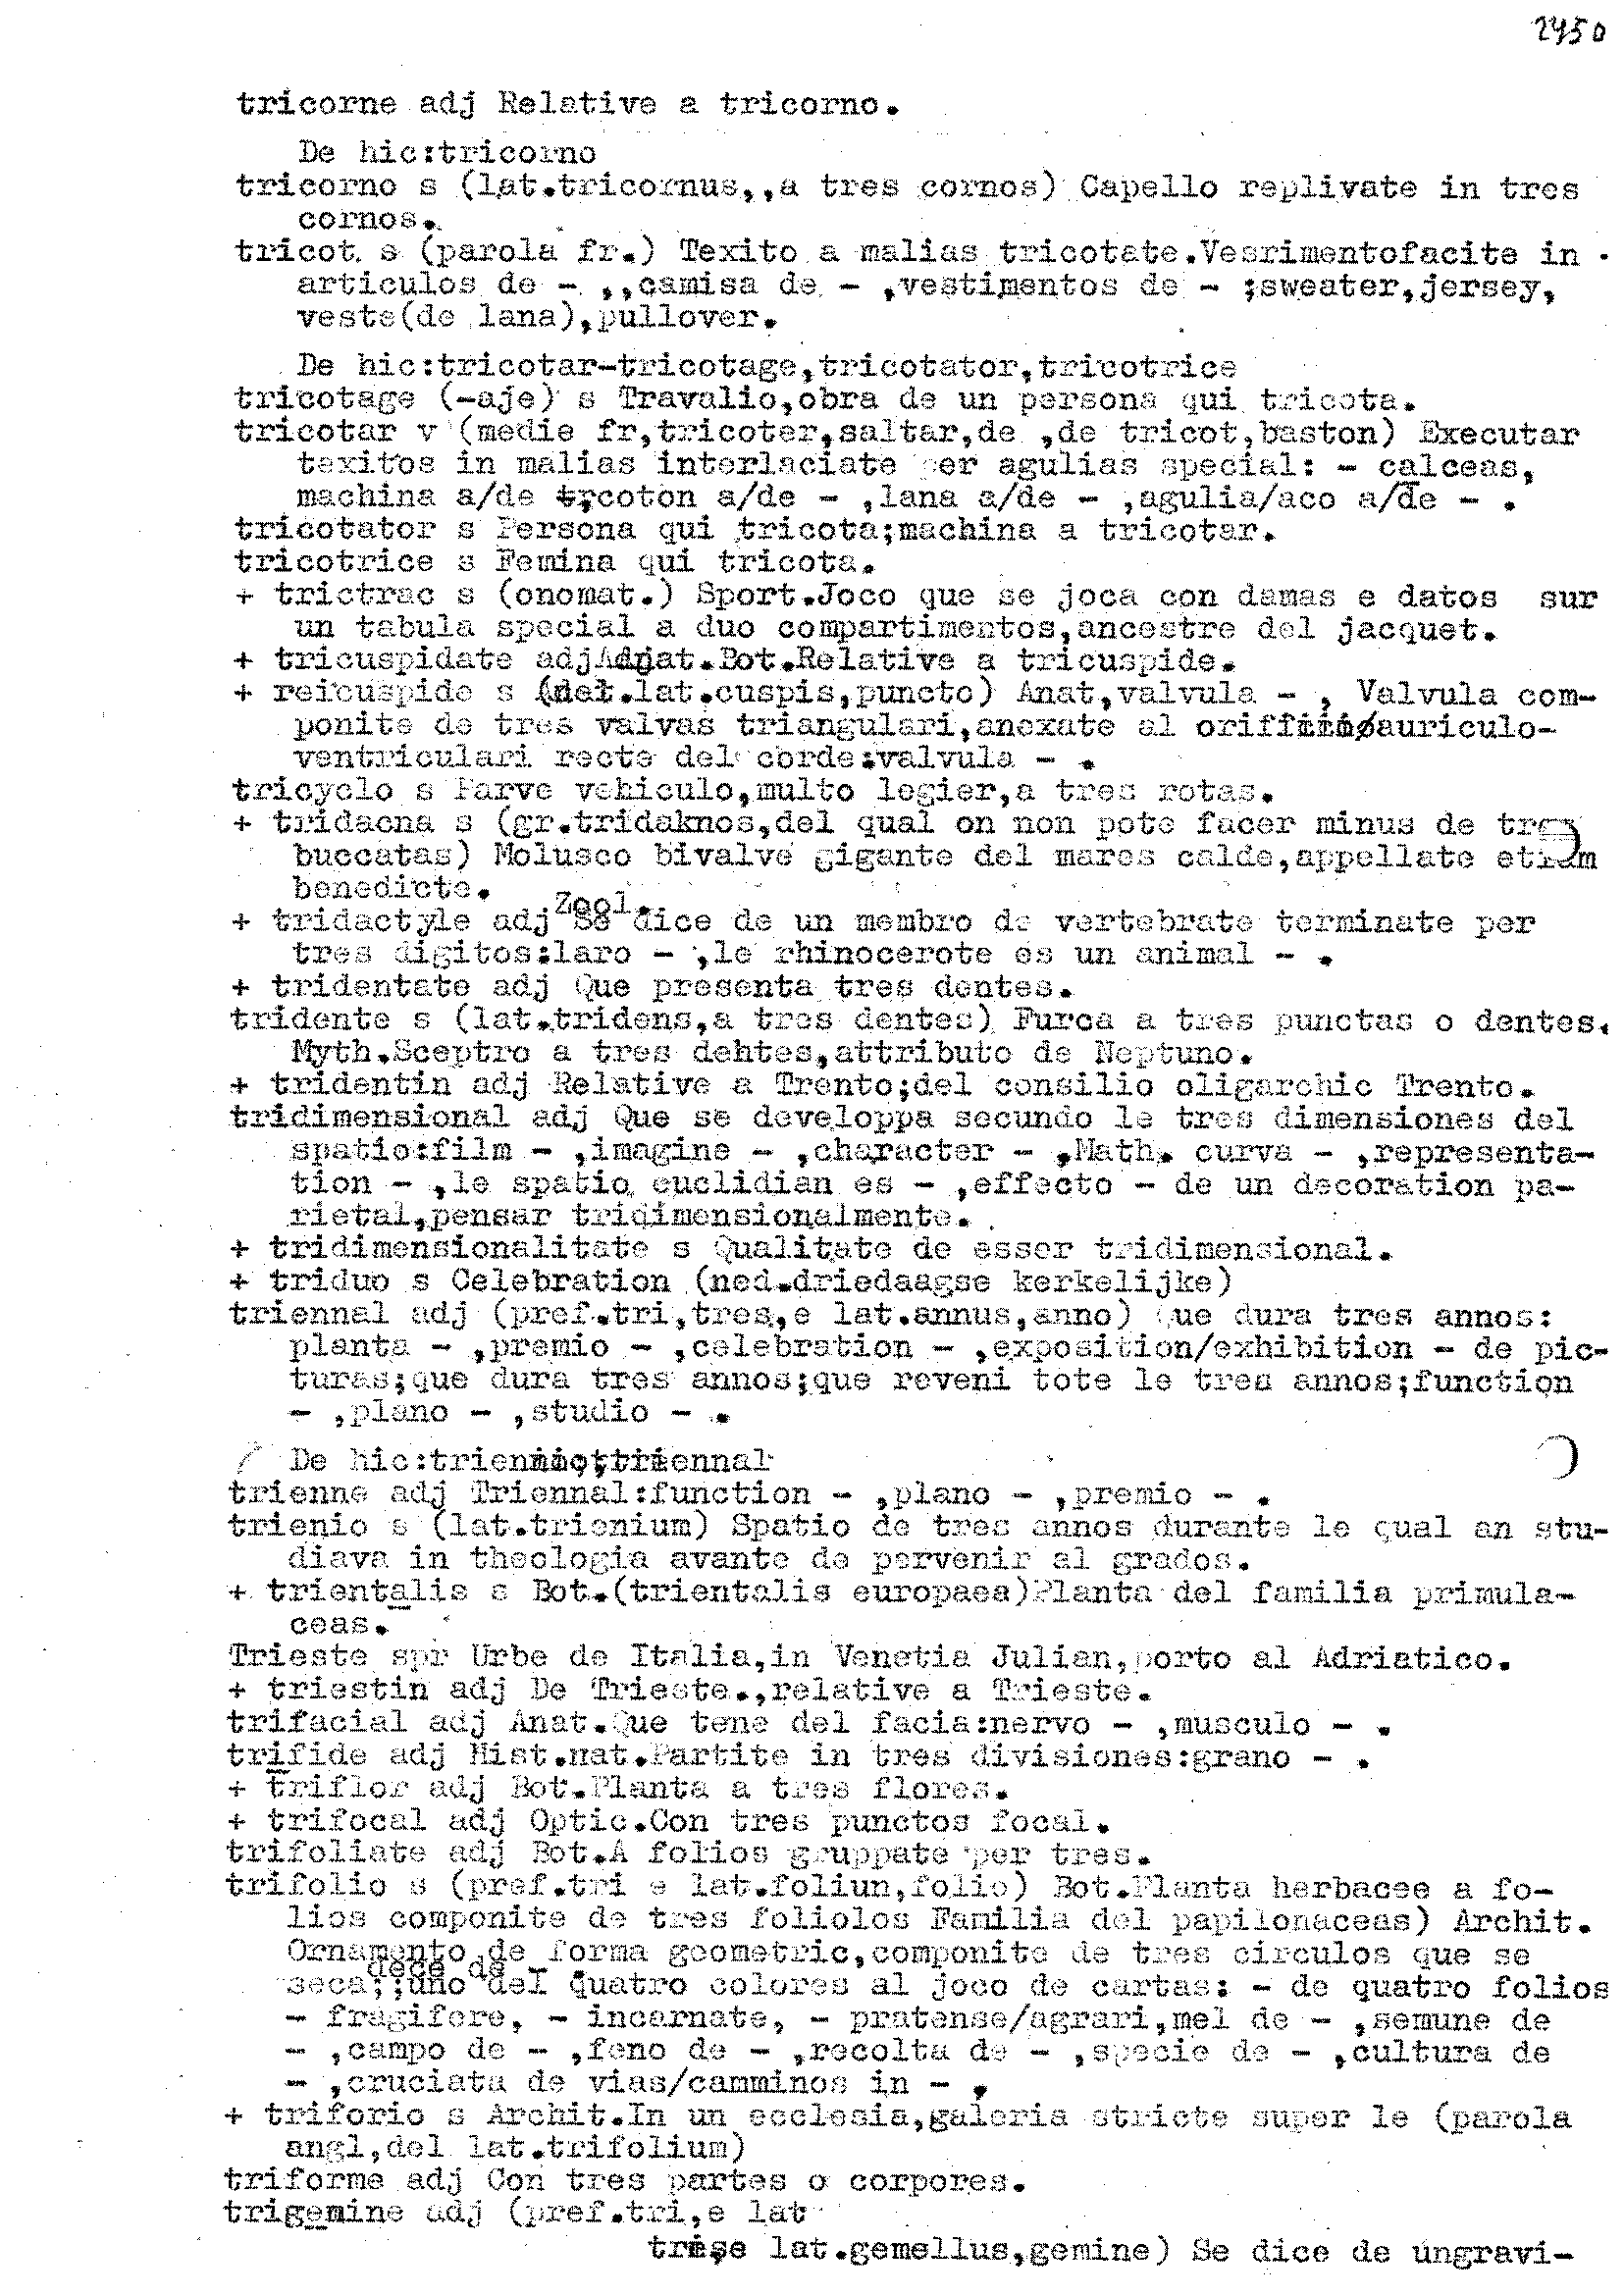 2450
tricorne adj Relative a tricorno.
De hic:tricorno
tricorno s (lat.tricornus,,a tres cornos) Capello replivate in tres
cornos.
tricot s (parola fr.) Texito a malias tricotate.Vesrimentofacite in
articulos de - ,,camisa de - ,vestimentos de - ;sweater,jersey,
veste(de lana),pullover.
De hic:tricotar-tricotage,tricotator,tricotrice
tricotage (-aje) s Travalio,obra de un persona qui tricota.
tricotar v (medie fr,tricoter,saltar,de ,de tricot,baston) Executar
texitos in malias interlaciate per agulias special: - calceas,
machina a/de coton a/de - ,lana a/de - ,agulia/aco a/de - .
tricotator s Persona qui tricota;machina a tricotar.
tricotrice s Femina qui tricota.
+ trictrac s (onomat.) Sport.Joco que se joca con damas e datos sur
un tabula special a duo compartimentos,ancestre del jacquet.
+ tricuspidate adj Bot.Relative a tricuspide.
+ reicuspide s lat.cuspis,puncto) Anat,valvula - , Valvula com-
ponite de tres valvas triangulari,anexate al auriculo-
ventriculari recte del corde:valvula - .
tricyclo s Parve vehiculo,multo legier,a tres rotas.
+ tridacna s (gr.tridaknos,del qual on non pote facer minus de tres
buccatas) Molusco bivalve gigante del mares calde,appellate etiam
benedicte.
+ tridactyle adj Zool. Se dice de un membro de vertebrate terminate per
tres digitos:laro - ,le rhinocerote es un animal - .
+ tridentate adj Que presenta tres dentes.
tridente s (lat.tridens,a tres dentes) Furca a tres punctas o dentes.
Myth.Sceptro a tres dehtes,attributo de Neptuno.
+ tridentin adj Relative a Trento;del consilio oligarchic Trento.
tridimensional adj Que se developpa secundo le tres dimensiones del
spatio:film - ,imagine - ,character - ,Math. curva - ,representa-
tion - ,le spatio euclidian es - ,effecto - de un decoration pa-
rietal,pensar tridimensionalmente.
+ tridimensionalitate s Qualitate de esser tridimensional.
+ triduo s Celebration (ned.driedaagse kerkelijke)
triennal adj (pref.tri,tres,e lat.annus,anno) Que dura tres annos:
planta - ,premio - ,celebration - ,exposition/exhibition - de pic-
turas;que dura tres annos;que reveni tote le tres annos;function
- ,plano - ,studio - .
De hic:
trienne adj Triennal:function - ,plano - ,premio - .
trienio s (lat.trienium) Spatio de tres annos durante le qual an stu-
diava in theologia avante de pervenir al grados.
+ trientalis s Bot.(trientalis europaea)Planta del familia primula-
ceas.
Trieste spr Urbe de Italia,in Venetia Julian,porto al Adriatico.
+ triestin adj De Trieste.,relative a Trieste.
trifacial adj Anat.Que tene del facia:nervo - ,musculo - .
trifide adj Hist.nat.Partite in tres divisiones:grano - .
+ triflor adj Bot.Planta a tres flores.
+ trifocal adj Optic.Con tres punctos focal.
trifoliate adj Bot.A folios gruppate per tres.
trifolio s (pref.tri e lat.foliun,folio) Bot.Planta herbacee a fo-
lios componite de tres foliolos Familia del papilonaceas) Archit.
Ornamento de forma geometric,componite de tres circulos que se
dece de
seca;;uno del quatro colores al joco de cartas: - de quatro folios
- fragifere, - incarnate, - pratense/agrari,mel de - ,semune de
- ,campo de - ,feno de - ,recolta de - ,specie de - ,cultura de
- ,cruciata de vias/camminos in - .
+ triforio s Archit.In un ecclesia,galeria stricte super le (parola
angl,del lat.trifolium)
triforme adj Con tres partes o corpores.
trigemine adj (pref.tri,e lat
lat.gemellus,gemine) Se dice de ungravi-